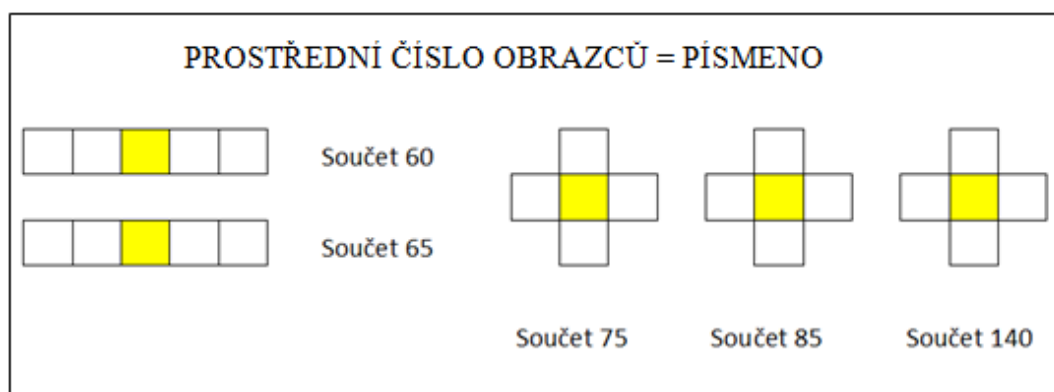 PROSTŘEDNÍ ČÍSLO OBRAZCŮ = PÍSMENO
Součet 60
Součet 65
Součet 75
Součet 85
Součet 140